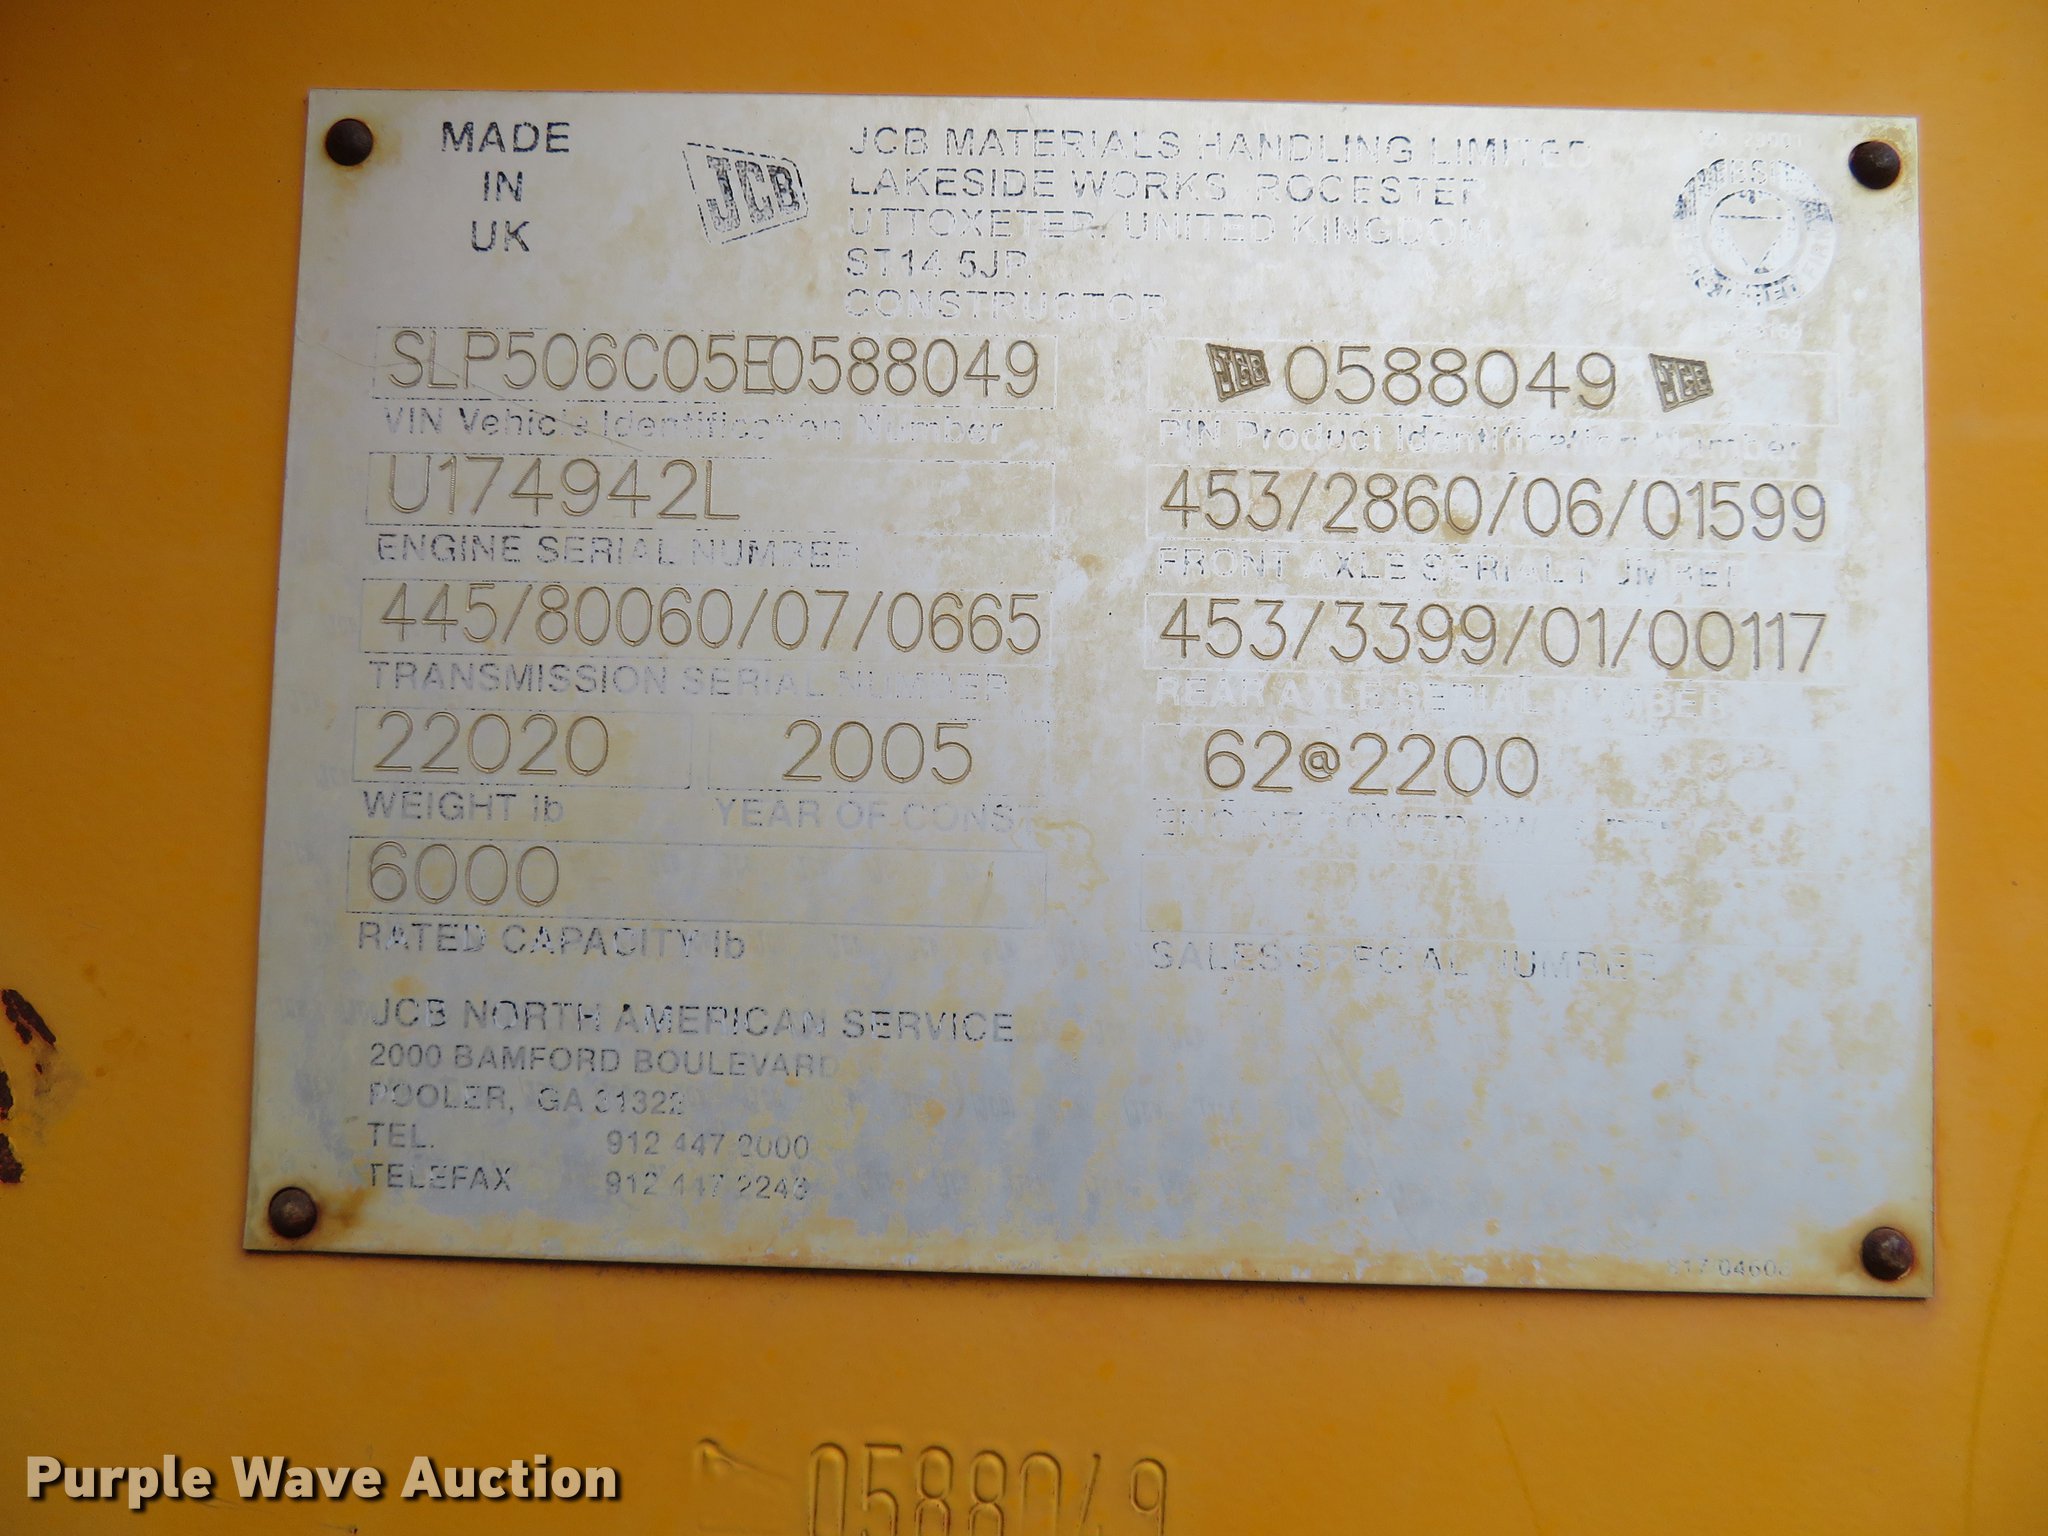 MADE
IN
UK
JCB
JCB MATERIALS HANDLING LIMITED
LAKESIDE WORKS ROCESTER
UTTOXETER, UNITED KINGDOM,
ST14 5JP.
CONSTRUCTOR
SLP506C05E0588049
VIN Vehicle Identification Number
JCB 0588049 JCB
PIN Product Identification Number
U174942L
ENGINE SERIAL NUMBER
453/2860/06/01599
FRONT AXLE SERIAL NUMBER
445/80060/07/0665
TRANSMISSION SERIAL NUMBER
453/3399/01/00117
REAR AXLE SERIAL NUMBER
22020
WEIGHT lb
2005
YEAR OF CONST
62@2200
ENGINE POWER
6000
RATED CAPACITY lb
SALES SPECIAL NUMBER
JCB NORTH AMERICAN SERVICE
2000 BAMFORD BOULEVARD
POOLER, GA 31322
TEL. 912 447 2000
TELEFAX 912 447 2243
0588049
Purple Wave Auction